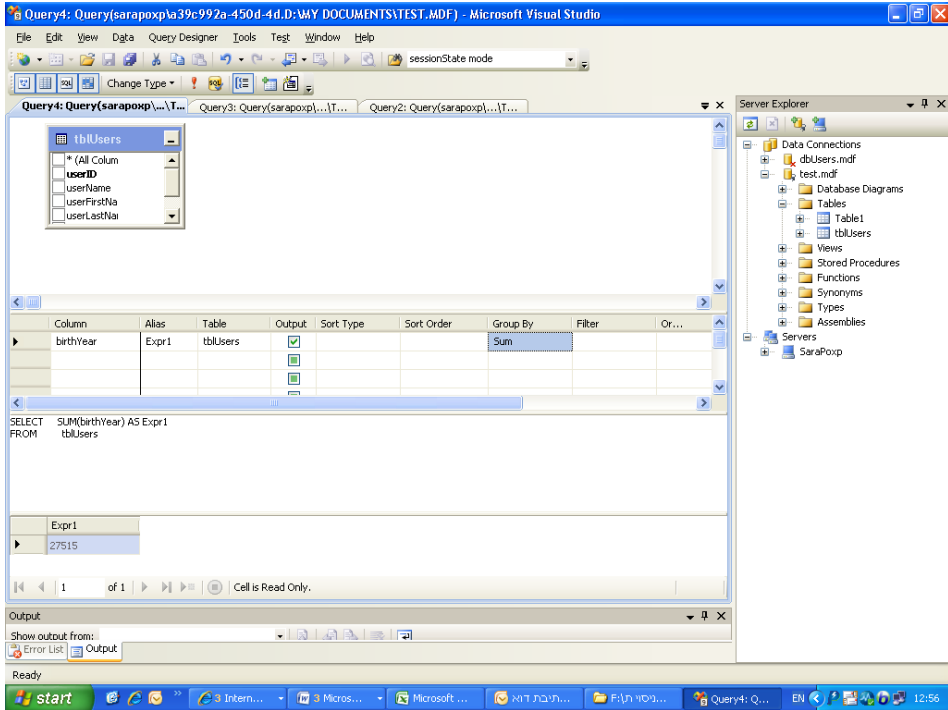 Query4: Query(sarapoxp\a39c992a-450d-4d.D:\MY DOCUMENTS\TEST.MDF) - Microsoft Visual Studio
File Edit View Data Query Designer Tools Test Window Help
sessionState mode
Change Type
Query4: Query(sarapoxp\...\T... Query3: Query(sarapoxp\...\T... Query2: Query(sarapoxp\...\T...
tblUsers
* (All Colum
userID
userName
userFirstNa
userLastNar
Column Alias Table Output Sort Type Sort Order Group By Filter Or...
birthYear Expr1 tblUsers Sum
SELECT SUM(birthYear) AS Expr1
FROM tblUsers
Expr1
27515
1 of 1 Cell is Read Only.
Output
Show output from:
Error List Output
Ready
Server Explorer
Data Connections
dbUsers.mdf
test.mdf
Database Diagrams
Tables
Table1
tblUsers
Views
Stored Procedures
Functions
Synonyms
Types
Assemblies
Servers
SaraPoxp
start 3 Intern... 3 Micros... Microsoft ... תיבת דוא... F:\ניסוי ת... Query4: Q... EN 12:56